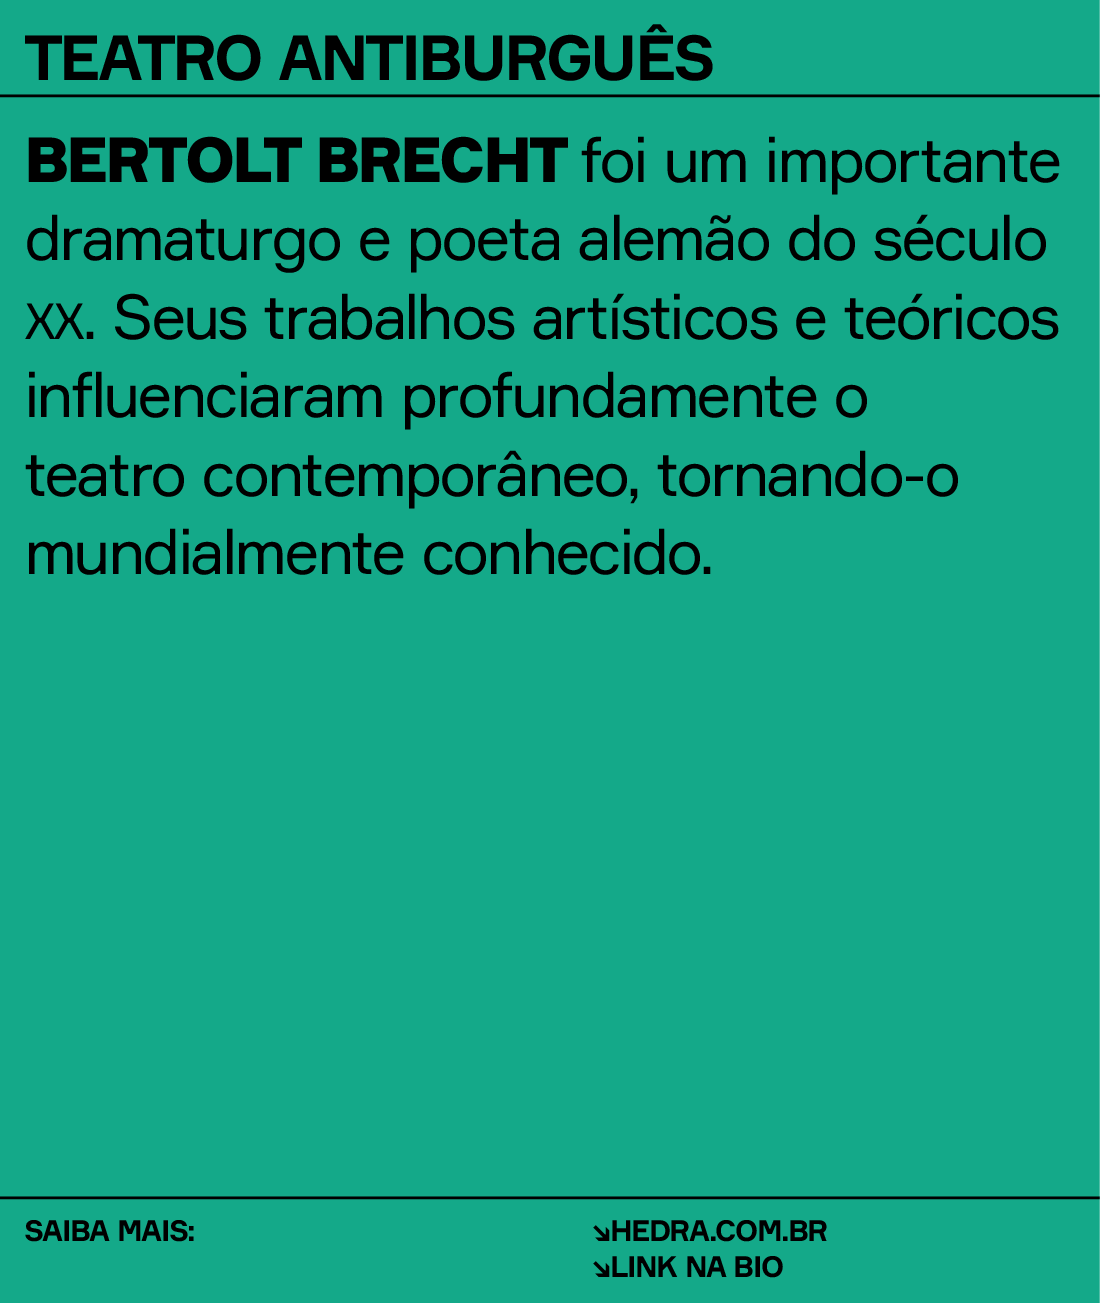 TEATRO ANTIBURGUÊS
BERTOLT BRECHT foi um importante
dramaturgo e poeta alemão do século
XX. Seus trabalhos artísticos e teóricos
influenciaram profundamente o
teatro contemporâneo, tornando-o
mundialmente conhecido.
SAIBA MAIS:
↘HEDRA.COM.BR
↘LINK NA BIO